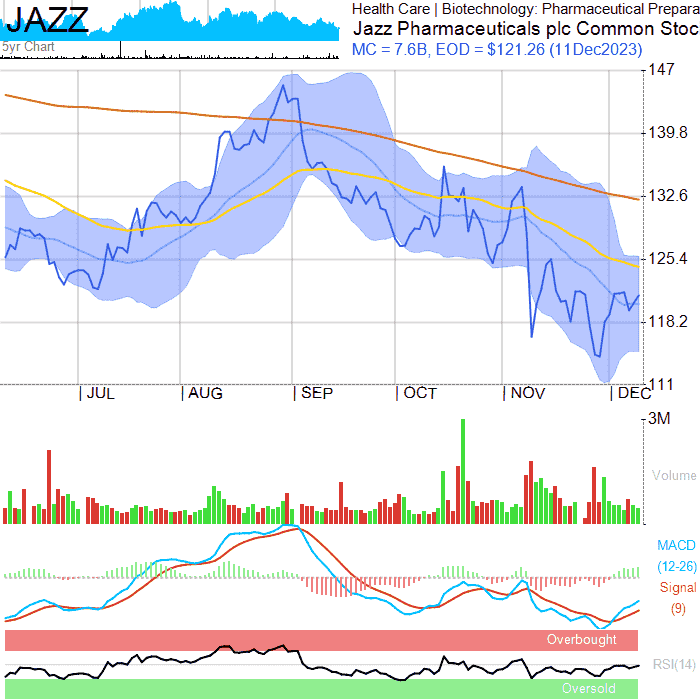 JAZZ
5yr Chart
Health Care | Biotechnology: Pharmaceutical Prepara
Jazz Pharmaceuticals plc Common Stoc
MC = 7.6B, EOD = $121.26 (11Dec2023)
147
139.8
132.6
125.4
118.2
111
| JUL
| AUG
| SEP
| OCT
| NOV
| DEC
3M
Volume
MACD
(12-26)
Signal
(9)
Overbought
RSI(14)
Oversold